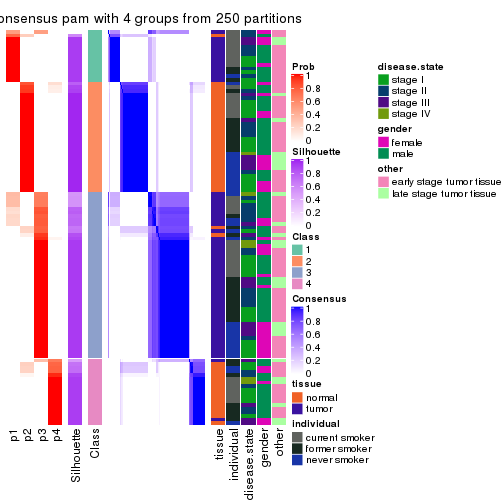 onsensus pam with 4 groups from 250 partitions
Prob
1
0.8
0.6
0.4
0.2
0
Silhouette
1
0.8
0.6
0.4
0.2
0
Class
1
2
3
4
Consensus
1
0.8
0.6
0.4
0.2
0
tissue
normal
tumor
individual
current smoker
former smoker
never smoker
disease.state
stage I
stage II
stage III
stage IV
gender
female
male
other
early stage tumor tissue
late stage tumor tissue
p1
p2
p3
p4
Silhouette
Class
tissue
individual
disease.state
gender
other